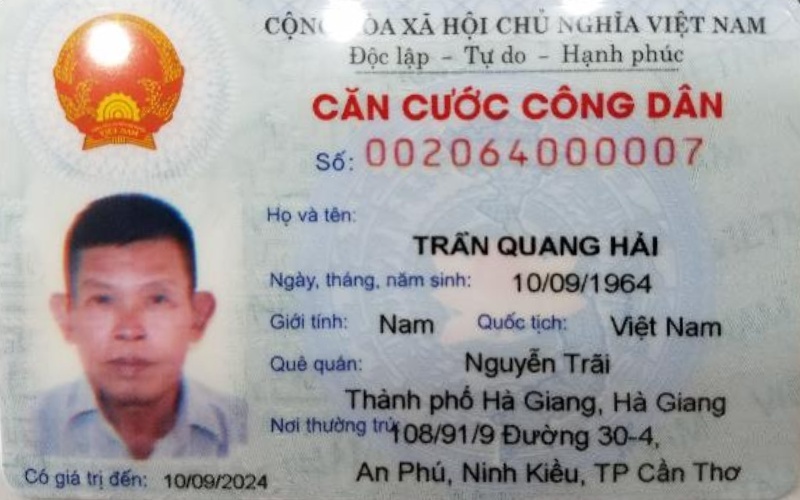 CỘNG HÒA XÃ HỘI CHỦ NGHĨA VIỆT NAM
Độc lập - Tự do - Hạnh phúc
CĂN CƯỚC CÔNG DÂN
Số: 002064000007
Họ và tên:
TRẦN QUANG HẢI
Ngày, tháng, năm sinh: 10/09/1964
Giới tính: Nam Quốc tịch: Việt Nam
Quê quán: Nguyễn Trãi
Thành phố Hà Giang, Hà Giang
Nơi thường trú: 108/91/9 Đường 30-4,
An Phú, Ninh Kiều, TP Cần Thơ
Có giá trị đến: 10/09/2024